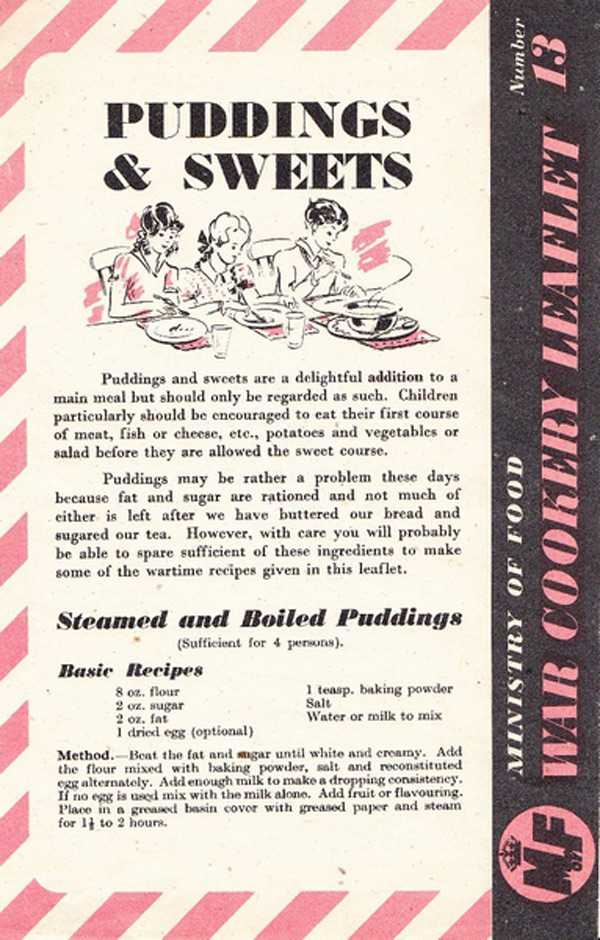 PUDDINGS
& SWEETS
Puddings and sweets are a delightful addition to a
main meal but should only be regarded as such. Children
particularly should be encouraged to eat their first course
of meat, fish or cheese, etc., potatoes and vegetables or
salad before they are allowed the sweet course.
Puddings may be rather a problem these days
because fat and sugar are rationed and not much of
either is left after we have buttered our bread and
sugared our tea. However, with care you will probably
be able to spare sufficient of these ingredients to make
some of the wartime recipes given in this leaflet.
Steamed and Boiled Puddings
(Sufficient for 4 persons).
Basic Recipes
8 oz. flour
2 oz. sugar
2 oz. fat
1 dried egg (optional)
1 teasp. baking powder
Salt
Water or milk to mix
Method.—Beat the fat and sugar until white and creamy. Add
the flour mixed with baking powder, salt and reconstituted
egg alternately. Add enough milk to make a dropping consistency.
If no egg is used mix with the milk alone. Add fruit or flavouring.
Place in a greased basin cover with greased paper and steam
for 1½ to 2 hours.
MINISTRY OF FOOD Number
WAR COOKERY LEAFLET 13
M OF F